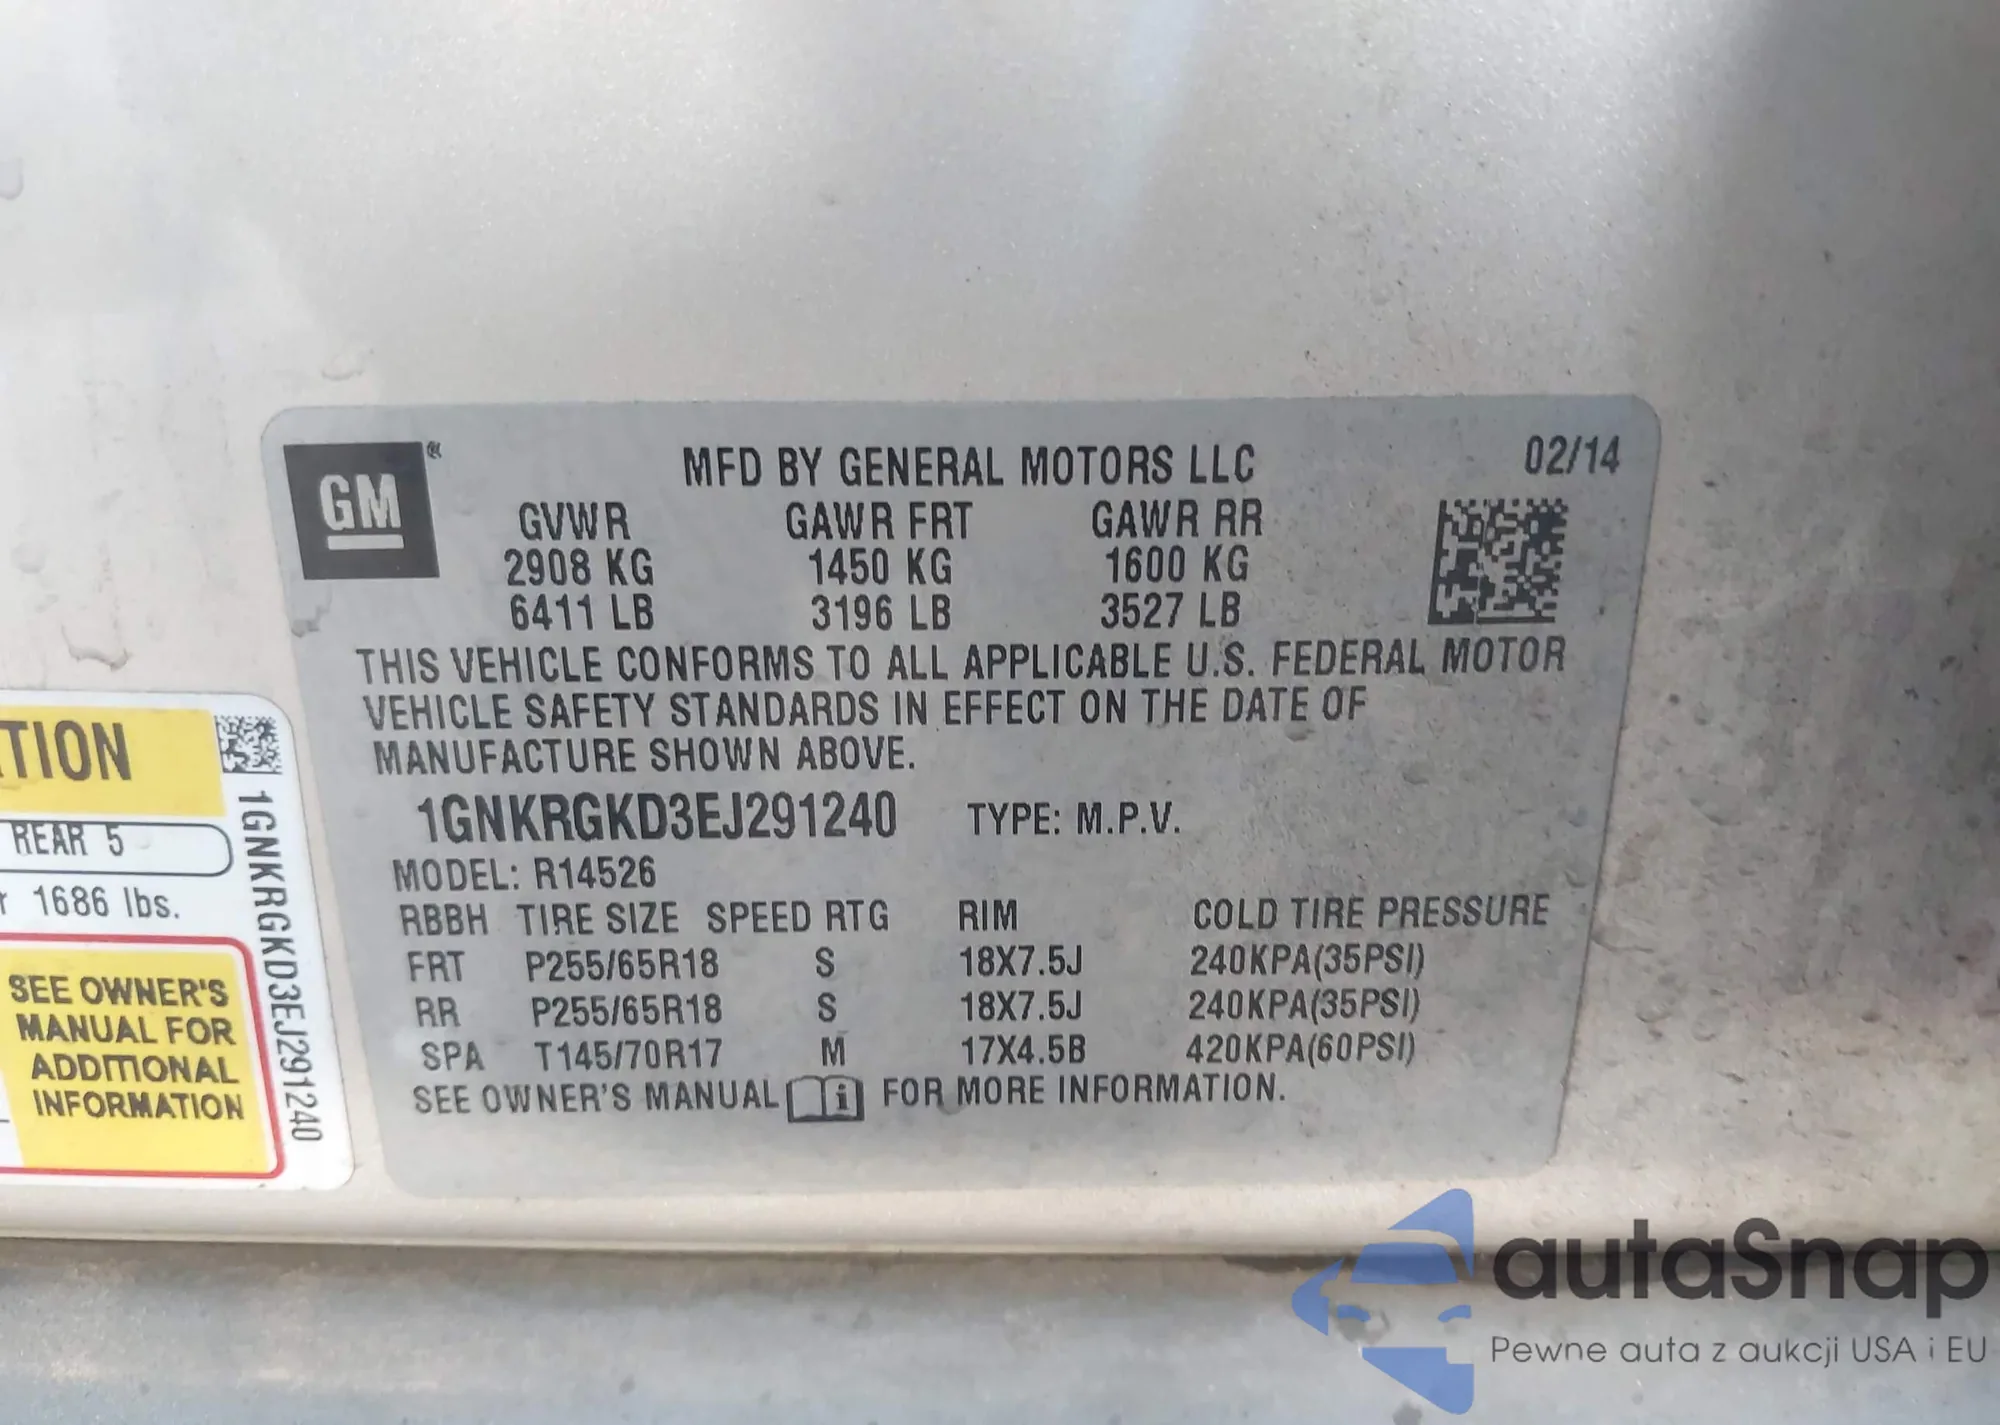 GM®
MFD BY GENERAL MOTORS LLC 02/14
GVWR GAWR FRT GAWR RR
2908 KG 1450 KG 1600 KG
6411 LB 3196 LB 3527 LB
THIS VEHICLE CONFORMS TO ALL APPLICABLE U.S. FEDERAL MOTOR
VEHICLE SAFETY STANDARDS IN EFFECT ON THE DATE OF
MANUFACTURE SHOWN ABOVE.
1GNKRGKD3EJ291240 TYPE: M.P.V.
MODEL: R14526
RBBH TIRE SIZE SPEED RTG RIM COLD TIRE PRESSURE
FRT P255/65R18 S 18X7.5J 240KPA(35PSI)
RR P255/65R18 S 18X7.5J 240KPA(35PSI)
SPA T145/70R17 M 17X4.5B 420KPA(60PSI)
SEE OWNER'S MANUAL i FOR MORE INFORMATION.
TION
REAR 5
1686 lbs.
SEE OWNER'S
MANUAL FOR
ADDITIONAL
INFORMATION
1GNKRGKD3EJ291240
autaSnap
Pewne auta z aukcji USA i EU